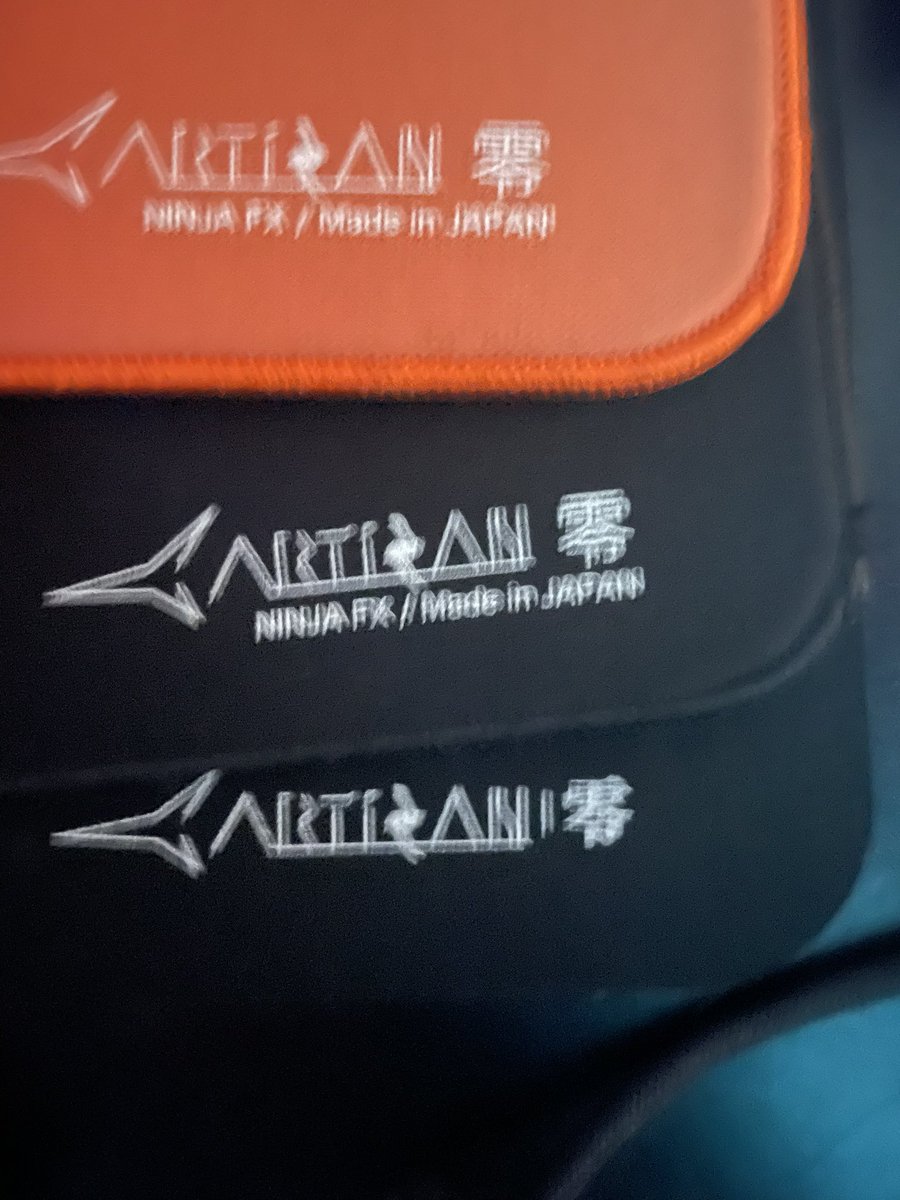 ARTISAN 零
NINJA FX / Made in JAPAN
ARTISAN 零
NINJA FX / Made in JAPAN
ARTISAN | 零